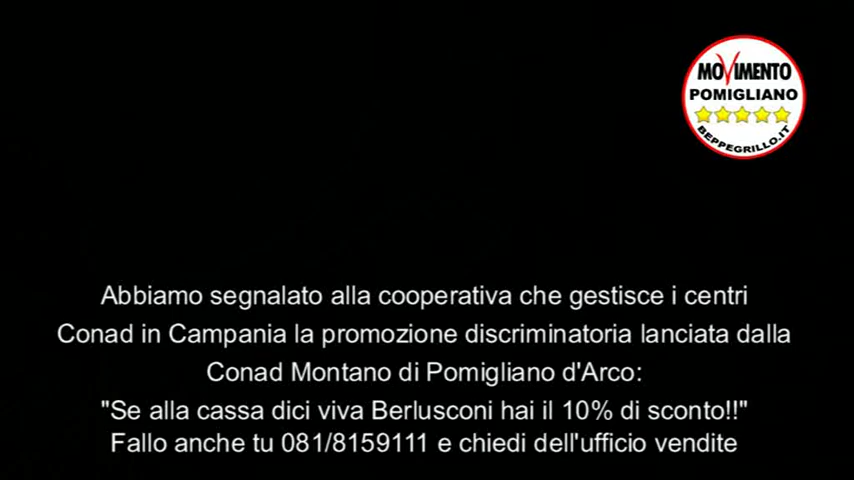 MOVIMENTO
POMIGLIANO
BEPPEGRILLO.IT
Abbiamo segnalato alla cooperativa che gestisce i centri
Conad in Campania la promozione discriminatoria lanciata dalla
Conad Montano di Pomigliano d'Arco:
"Se alla cassa dici viva Berlusconi hai il 10% di sconto!!"
Fallo anche tu 081/8159111 e chiedi dell'ufficio vendite